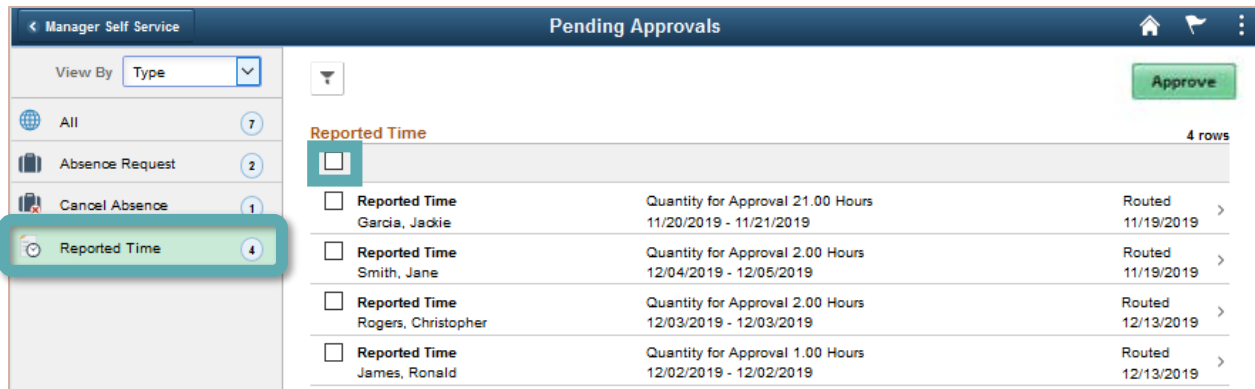 Manager Self Service
Pending Approvals
View By Type
Approve
All 7
Absence Request 2
Cancel Absence 1
Reported Time 4
Reported Time
4 rows
Reported Time Quantity for Approval 21.00 Hours Routed
Garcia, Jackie 11/20/2019 - 11/21/2019 11/19/2019
Reported Time Quantity for Approval 2.00 Hours Routed
Smith, Jane 12/04/2019 - 12/05/2019 11/19/2019
Reported Time Quantity for Approval 2.00 Hours Routed
Rogers, Christopher 12/03/2019 - 12/03/2019 12/13/2019
Reported Time Quantity for Approval 1.00 Hours Routed
James, Ronald 12/02/2019 - 12/02/2019 12/13/2019